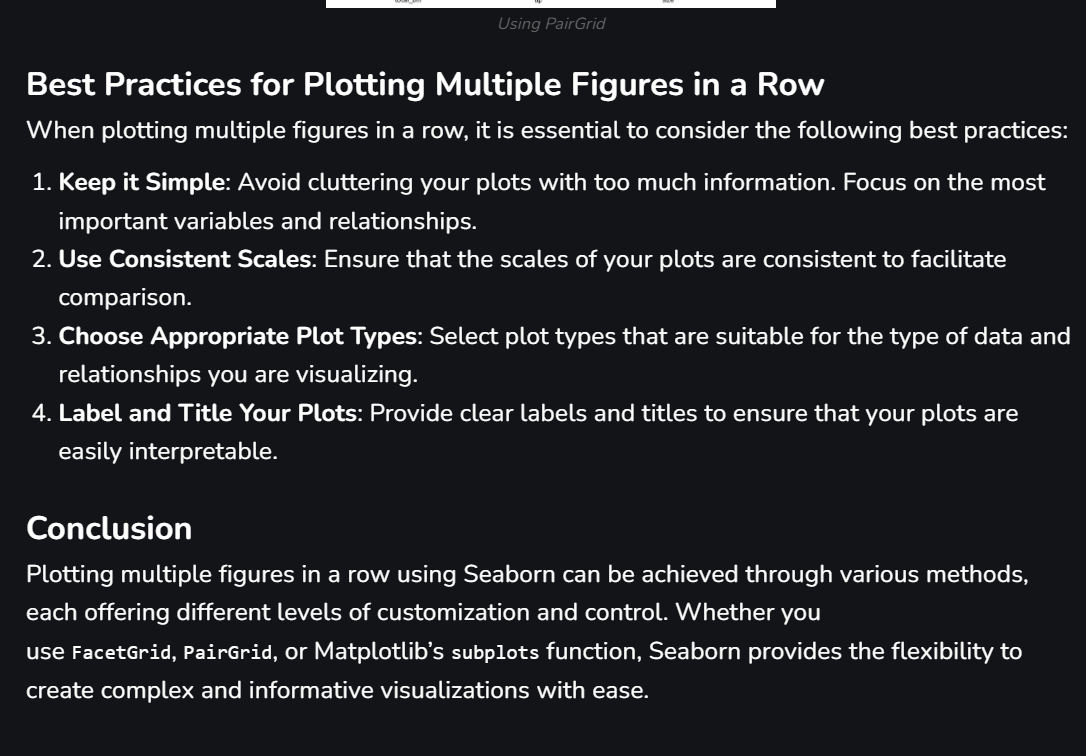 total_bill tip size
Using PairGrid
Best Practices for Plotting Multiple Figures in a Row
When plotting multiple figures in a row, it is essential to consider the following best practices:
1. Keep it Simple: Avoid cluttering your plots with too much information. Focus on the most
important variables and relationships.
2. Use Consistent Scales: Ensure that the scales of your plots are consistent to facilitate
comparison.
3. Choose Appropriate Plot Types: Select plot types that are suitable for the type of data and
relationships you are visualizing.
4. Label and Title Your Plots: Provide clear labels and titles to ensure that your plots are
easily interpretable.
Conclusion
Plotting multiple figures in a row using Seaborn can be achieved through various methods,
each offering different levels of customization and control. Whether you
use FacetGrid, PairGrid, or Matplotlib’s subplots function, Seaborn provides the flexibility to
create complex and informative visualizations with ease.